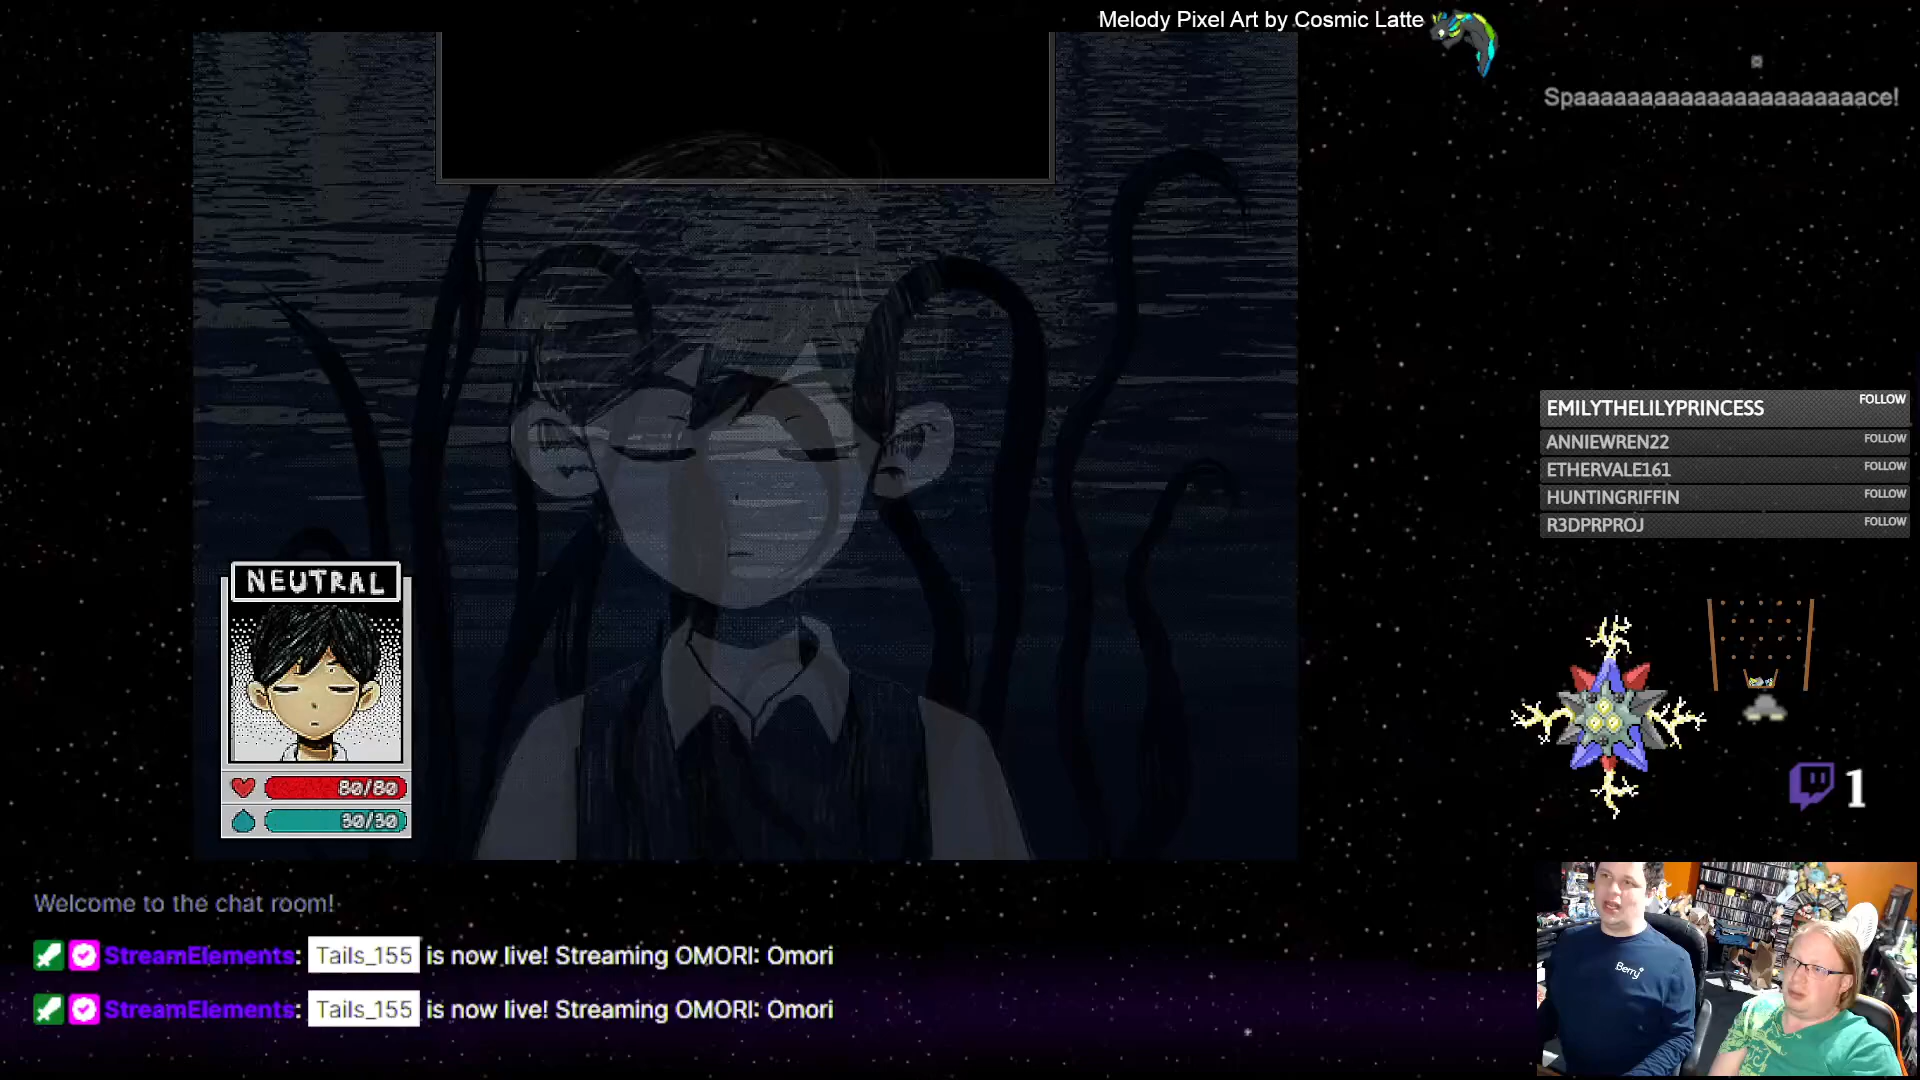 Melody Pixel Art by Cosmic Latte
Spaaaaaaaaaaaaaaaaaaaaaaace!
EMILYTHELILYPRINCESS FOLLOW
ANNIEWREN22 FOLLOW
ETHERVALE161 FOLLOW
HUNTINGRIFFIN FOLLOW
R3DPRPROJ FOLLOW
NEUTRAL
80/80
30/30
1
Welcome to the chat room!
StreamElements: Tails_155 is now live! Streaming OMORI: Omori
StreamElements: Tails_155 is now live! Streaming OMORI: Omori
Berry